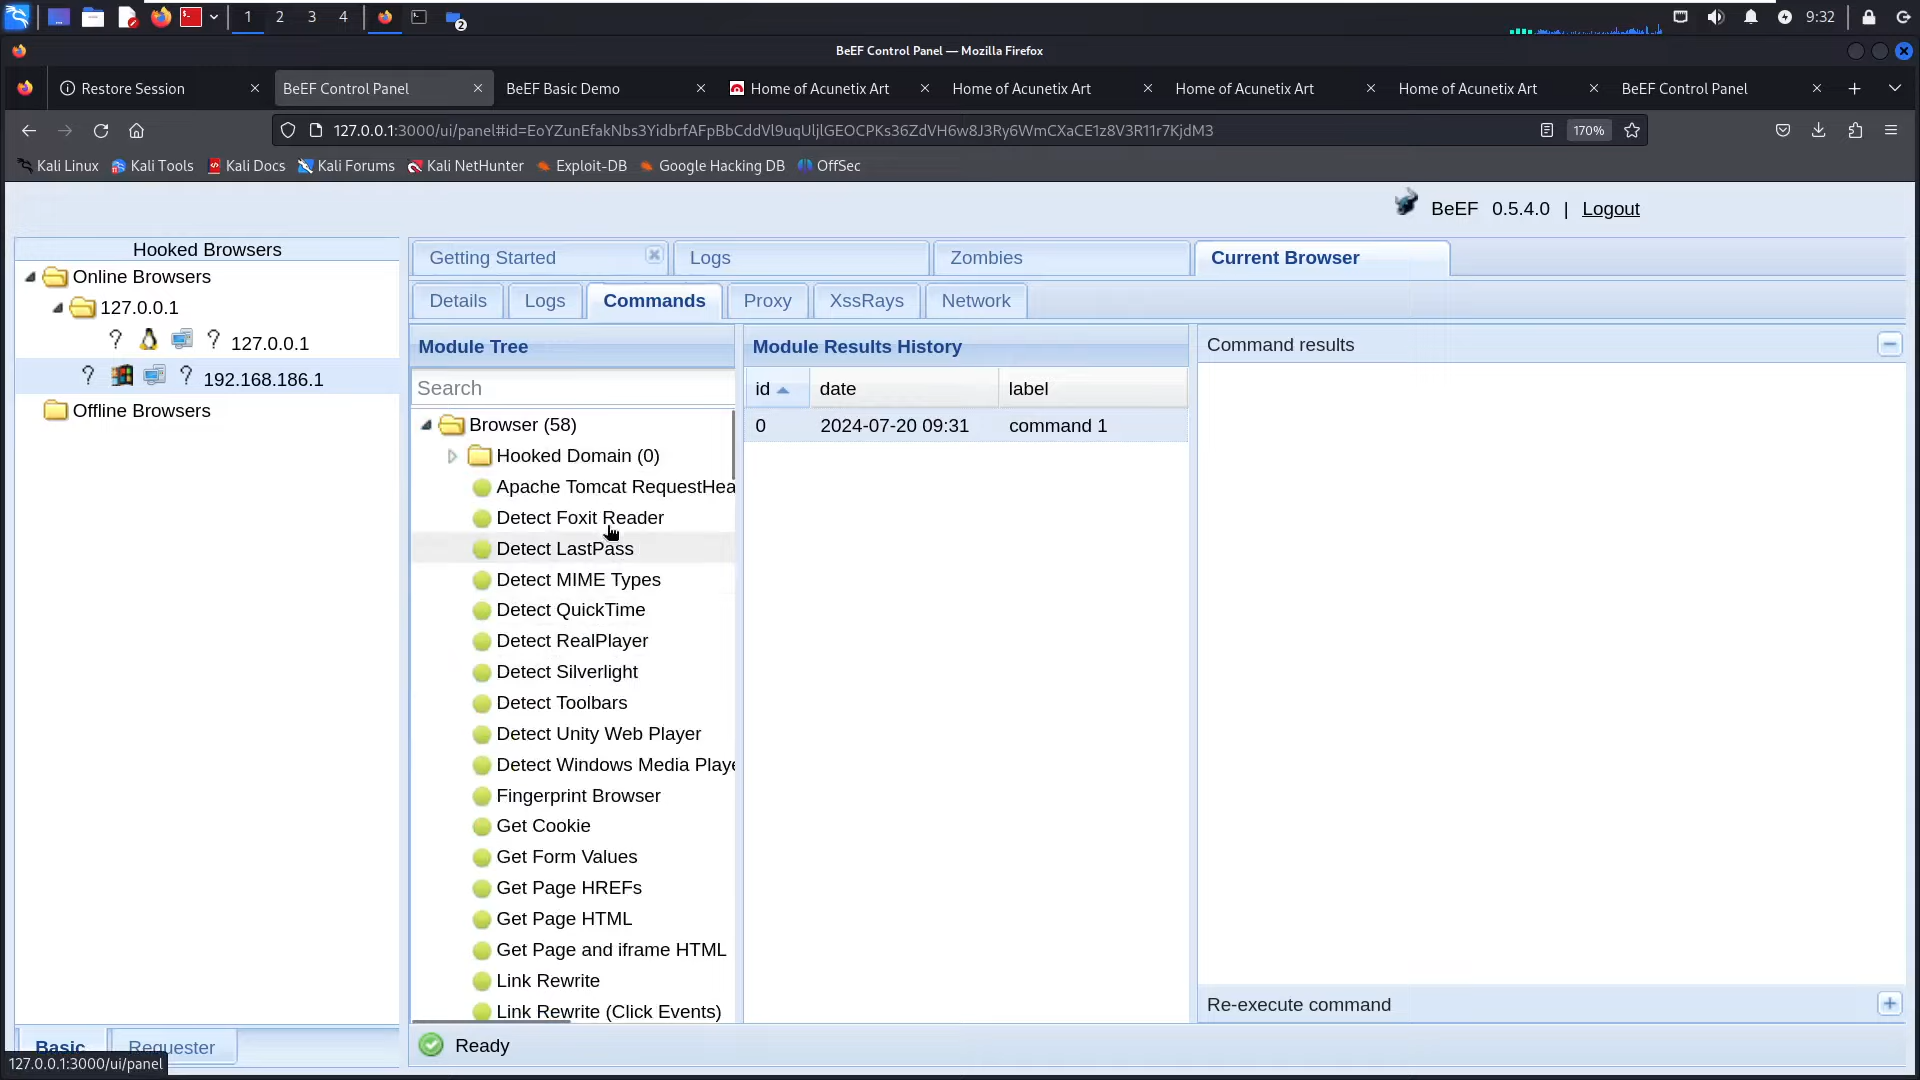 1 2 3 4 2 9:32
BeEF Control Panel — Mozilla Firefox
Restore Session BeEF Control Panel BeEF Basic Demo Home of Acunetix Art Home of Acunetix Art Home of Acunetix Art Home of Acunetix Art BeEF Control Panel
127.0.0.1:3000/ui/panel#id=EoYZunEfakNbs3YidbrfAFpBbCddVl9uqUljlGEOCPKs36ZdVH6w8J3Ry6WmCXaCE1z8V3R11r7KjdM3 170%
Kali Linux Kali Tools Kali Docs Kali Forums Kali NetHunter Exploit-DB Google Hacking DB OffSec
BeEF 0.5.4.0 | Logout
Hooked Browsers
Online Browsers
127.0.0.1
? ? 127.0.0.1
? ? 192.168.186.1
Offline Browsers
Basic Requester
127.0.0.1:3000/ui/panel
Getting Started Logs Zombies Current Browser
Details Logs Commands Proxy XssRays Network
Module Tree
Search
Browser (58)
Hooked Domain (0)
Apache Tomcat RequestHea
Detect Foxit Reader
Detect LastPass
Detect MIME Types
Detect QuickTime
Detect RealPlayer
Detect Silverlight
Detect Toolbars
Detect Unity Web Player
Detect Windows Media Playe
Fingerprint Browser
Get Cookie
Get Form Values
Get Page HREFs
Get Page HTML
Get Page and iframe HTML
Link Rewrite
Link Rewrite (Click Events)
Module Results History
id date label
0 2024-07-20 09:31 command 1
Command results
Re-execute command
Ready